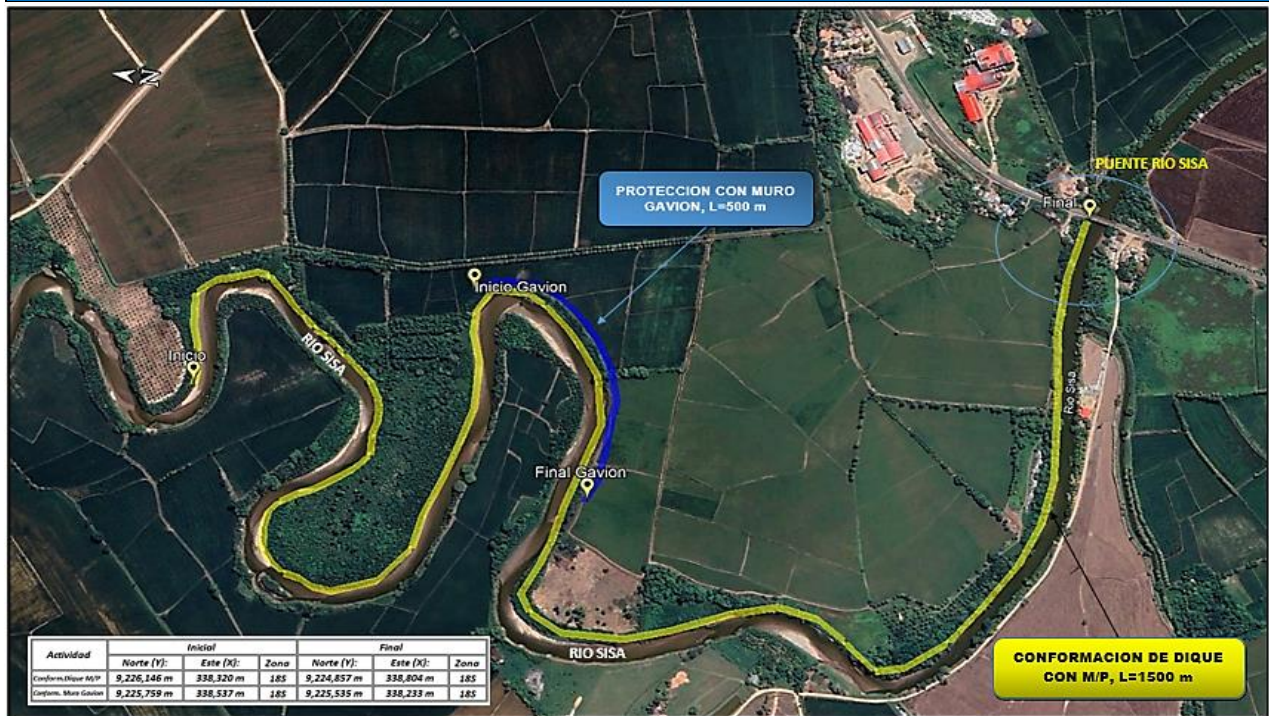 N
PUENTE RIO SISA
PROTECCION CON MURO
GAVION, L=500 m
Final
Inicio Gavion
Inicio
RIO SISA
Rio Sisa
Final Gavion
RIO SISA
CONFORMACION DE DIQUE
CON M/P, L=1500 m
Actividad Inicial Final
Norte (Y): Este (X): Zona Norte (Y): Este (X): Zona
Conform.Dique M/P 9,226,146 m 338,320 m 18S 9,224,857 m 338,804 m 18S
Conform. Muro Gavion 9,225,759 m 338,537 m 18S 9,225,535 m 338,233 m 18S